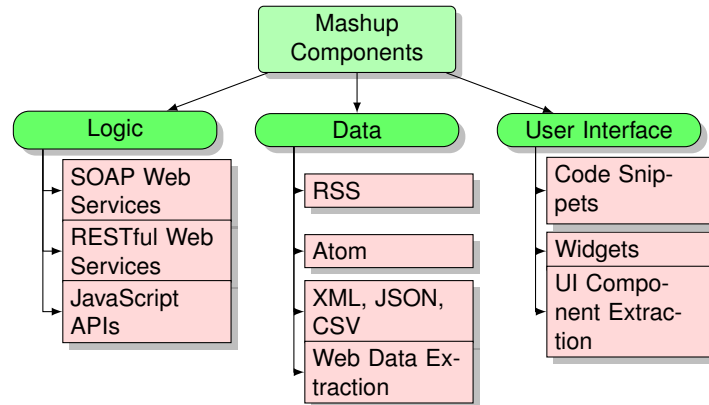 Mashup
Components
Logic
Data
User Interface
SOAP Web
Services
RESTful Web
Services
JavaScript
APIs
RSS
Atom
XML, JSON,
CSV
Web Data Ex-
traction
Code Snip-
pets
Widgets
UI Compo-
nent Extrac-
tion